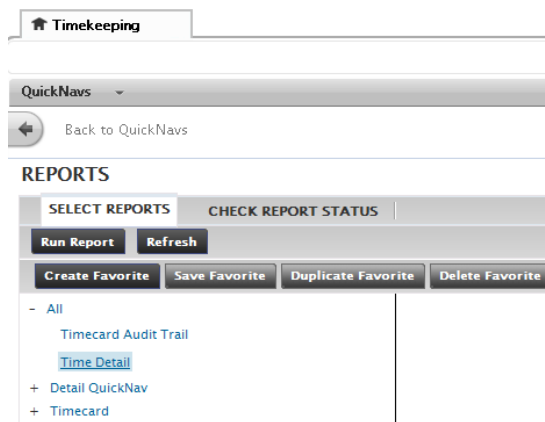 Timekeeping
QuickNavs
Back to QuickNavs
REPORTS
SELECT REPORTS CHECK REPORT STATUS
Run Report Refresh
Create Favorite Save Favorite Duplicate Favorite Delete Favorite
- All
Timecard Audit Trail
Time Detail
+ Detail QuickNav
+ Timecard